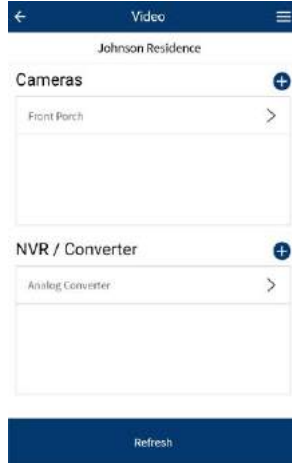 Video
Johnson Residence
Cameras
Front Porch
NVR / Converter
Analog Converter
Refresh